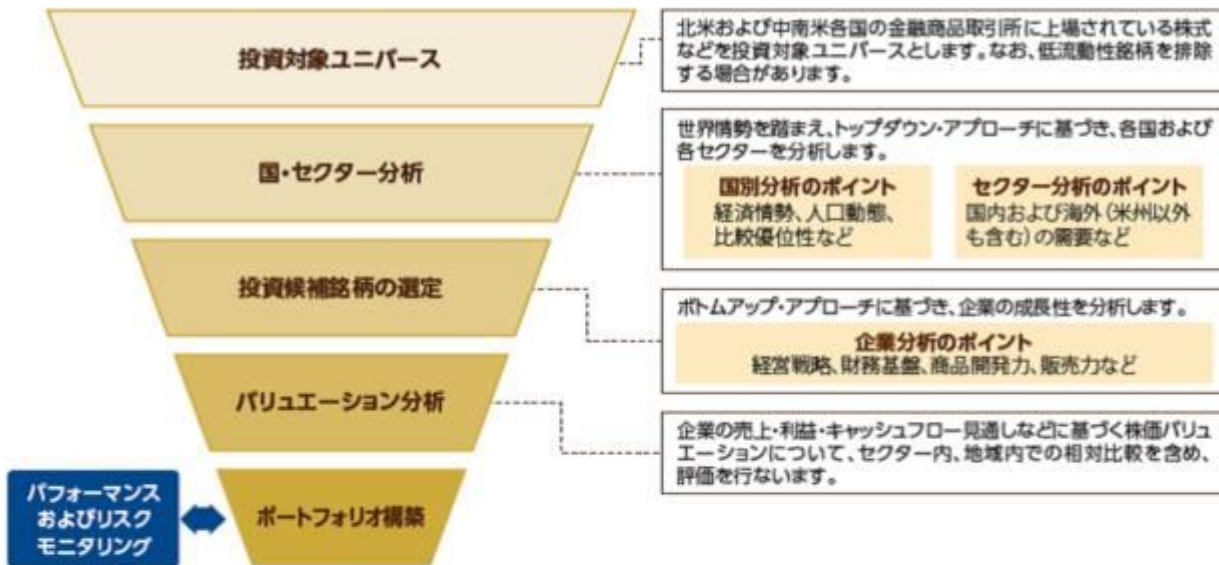 投資対象ユニバース
北米および中南米各国の金融商品取引所に上場されている株式
などを投資対象ユニバースとします。なお、低流動性銘柄を排除
する場合があります。
国・セクター分析
世界情勢を踏まえ、トップダウン・アプローチに基づき、各国および
各セクターを分析します。
国別分析のポイント
経済情勢、人口動態、
比較優位性など
セクター分析のポイント
国内および海外(米州以外
も含む)の需要など
投資候補銘柄の選定
ボトムアップ・アプローチに基づき、企業の成長性を分析します。
企業分析のポイント
経営戦略、財務基盤、商品開発力、販売力など
バリュエーション分析
企業の売上・利益・キャッシュフロー見通しなどに基づく株価バリュ
エーションについて、セクター内、地域内での相対比較を含め、
評価を行ないます。
パフォーマンス
およびリスク
モニタリング
ポートフォリオ構築